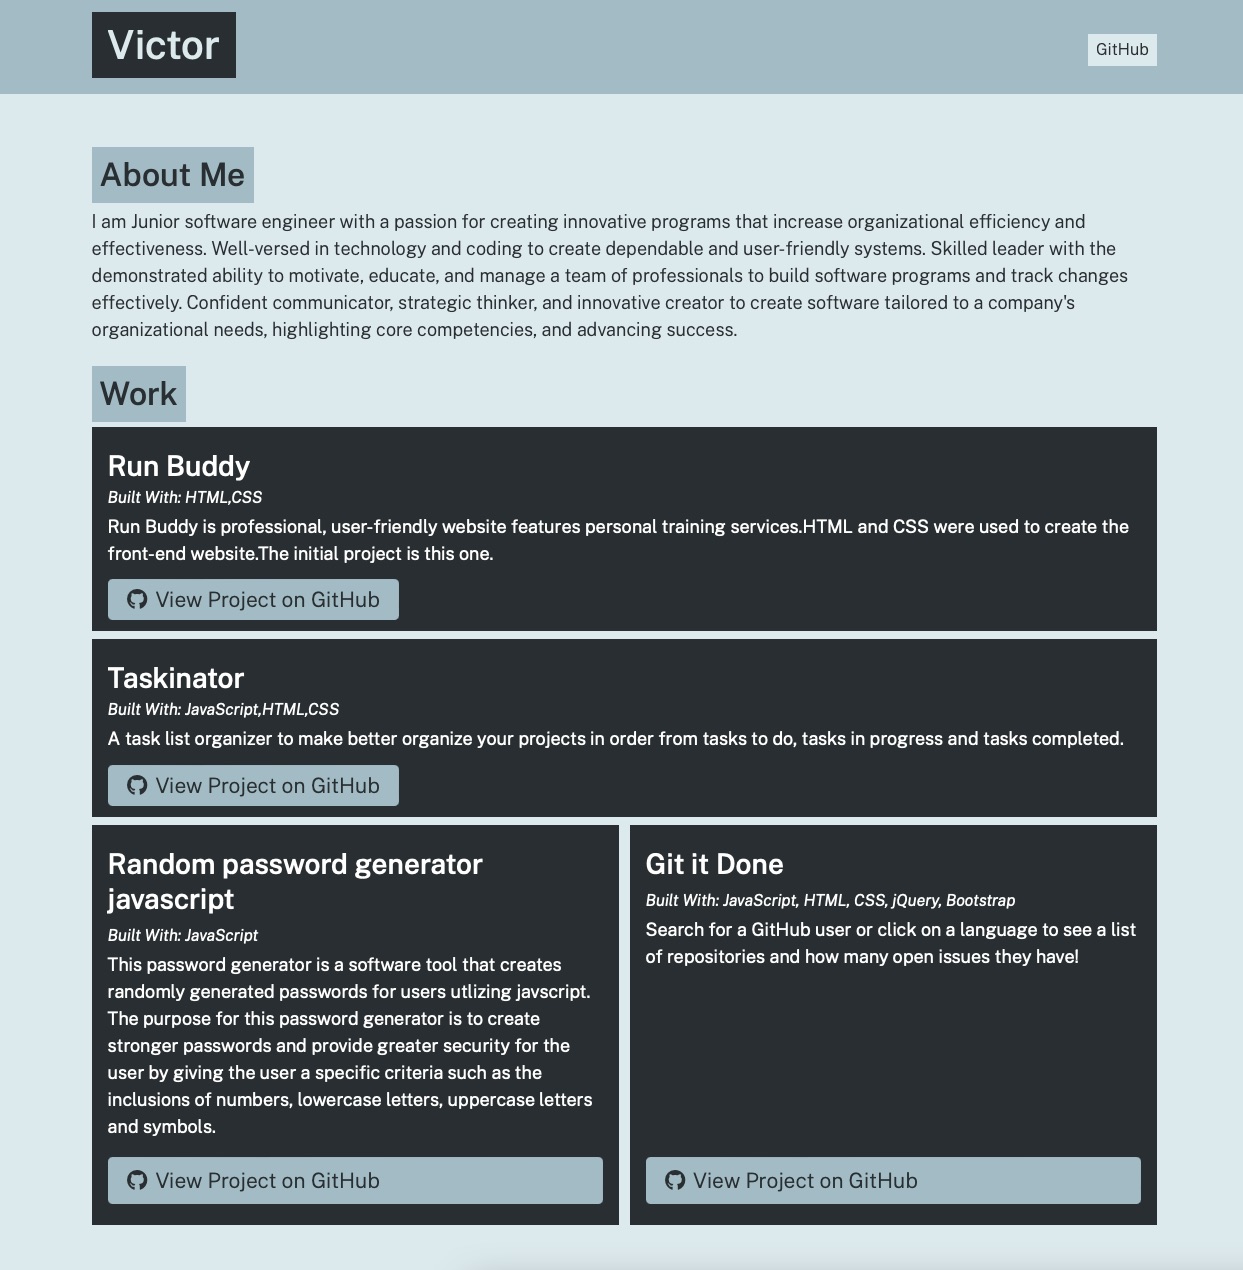 Victor
GitHub
About Me
I am Junior software engineer with a passion for creating innovative programs that increase organizational efficiency and
effectiveness. Well-versed in technology and coding to create dependable and user-friendly systems. Skilled leader with the
demonstrated ability to motivate, educate, and manage a team of professionals to build software programs and track changes
effectively. Confident communicator, strategic thinker, and innovative creator to create software tailored to a company's
organizational needs, highlighting core competencies, and advancing success.
Work
Run Buddy
Built With: HTML,CSS
Run Buddy is professional, user-friendly website features personal training services.HTML and CSS were used to create the
front-end website.The initial project is this one.
View Project on GitHub
Taskinator
Built With: JavaScript,HTML,CSS
A task list organizer to make better organize your projects in order from tasks to do, tasks in progress and tasks completed.
View Project on GitHub
Random password generator
javascript
Built With: JavaScript
This password generator is a software tool that creates
randomly generated passwords for users utlizing javscript.
The purpose for this password generator is to create
stronger passwords and provide greater security for the
user by giving the user a specific criteria such as the
inclusions of numbers, lowercase letters, uppercase letters
and symbols.
View Project on GitHub
Git it Done
Built With: JavaScript, HTML, CSS, jQuery, Bootstrap
Search for a GitHub user or click on a language to see a list
of repositories and how many open issues they have!
View Project on GitHub